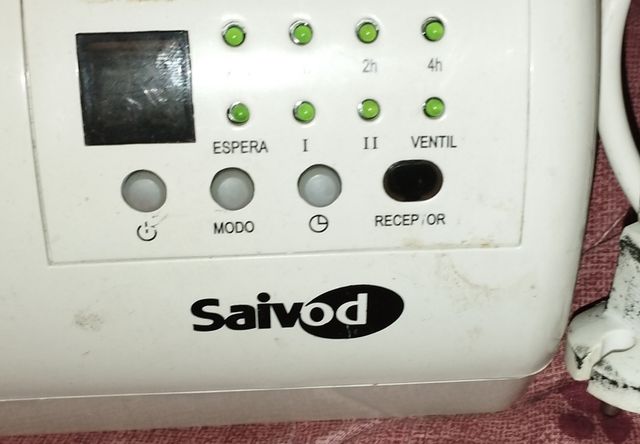 2h 4h
ESPERA I II VENTIL
MODO RECEP OR
Saivod